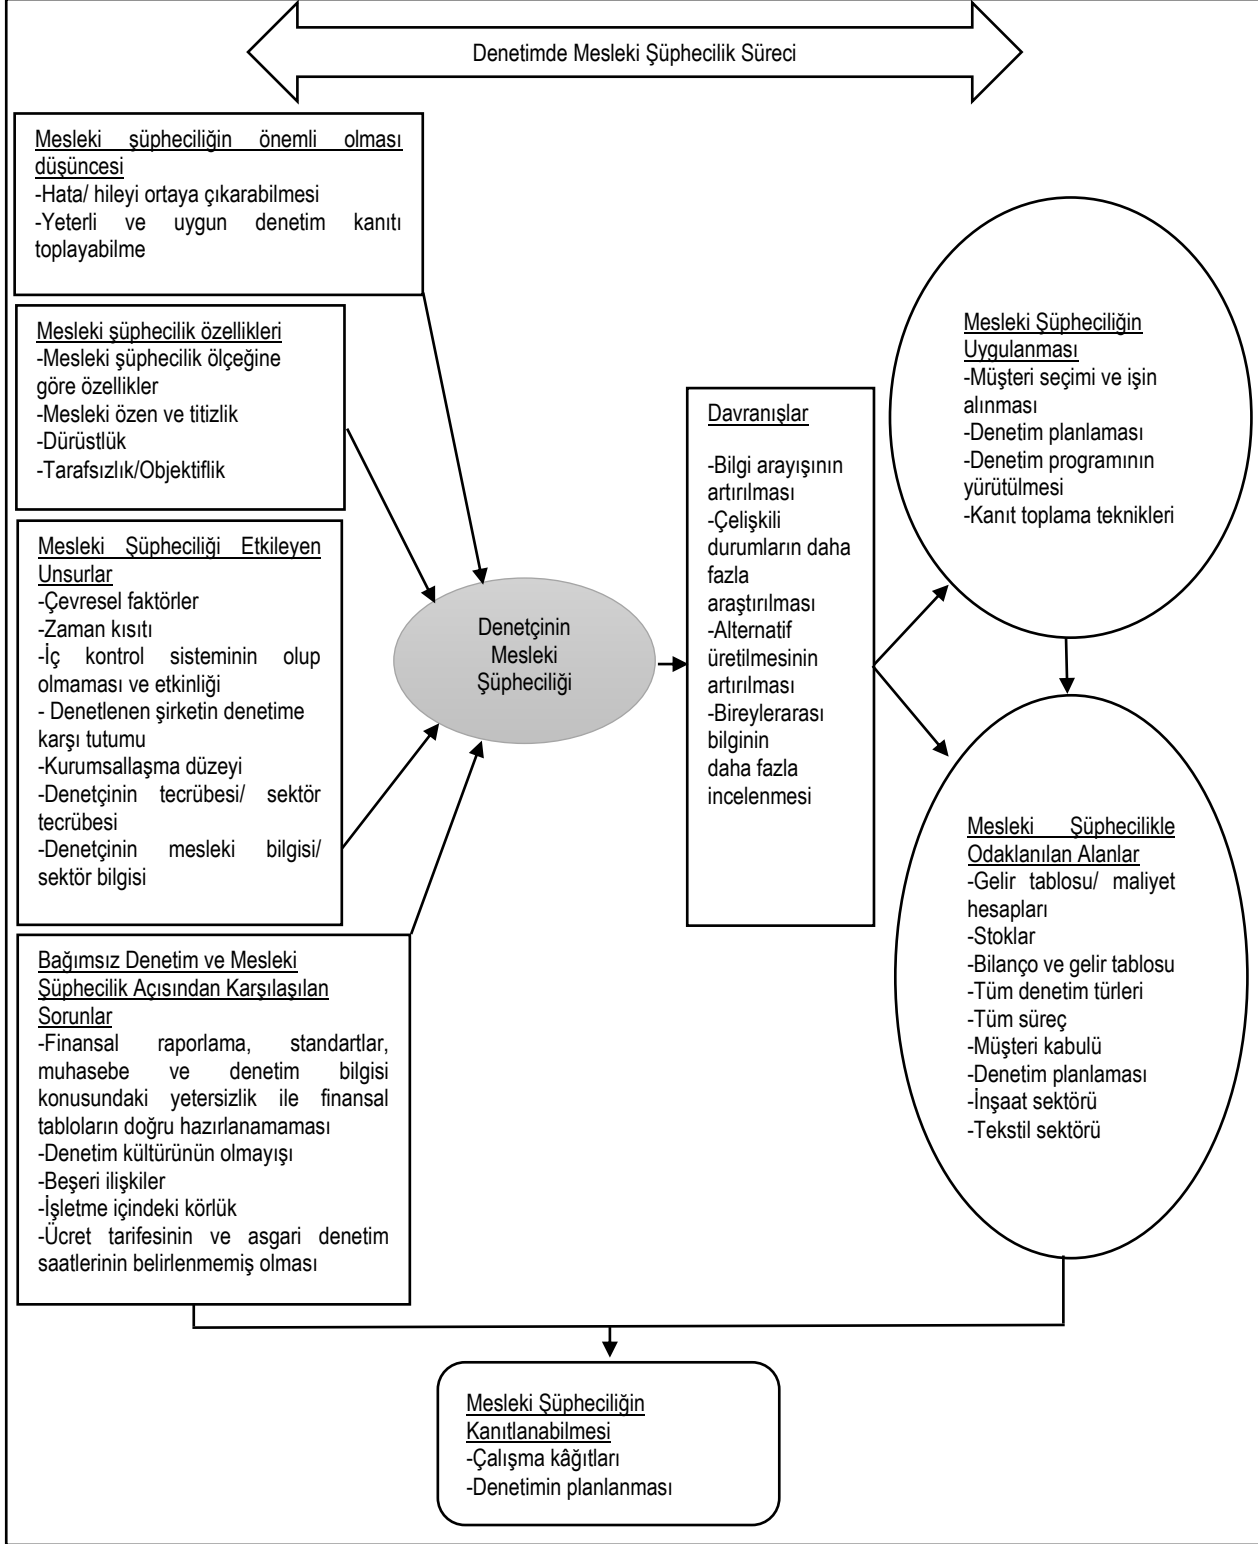 Denetimde Mesleki Şüphecilik Süreci
Mesleki şüpheciliğin önemli olması
düşüncesi
-Hata/ hileyi ortaya çıkarabilmesi
-Yeterli ve uygun denetim kanıtı
toplayabilme
Mesleki şüphecilik özellikleri
-Mesleki şüphecilik ölçeğine
göre özellikler
-Mesleki özen ve titizlik
-Dürüstlük
-Tarafsızlık/Objektiflik
Mesleki Şüpheciliği Etkileyen
Unsurlar
-Çevresel faktörler
-Zaman kısıtı
-İç kontrol sisteminin olup
olmaması ve etkinliği
- Denetlenen şirketin denetime
karşı tutumu
-Kurumsallaşma düzeyi
-Denetçinin tecrübesi/ sektör
tecrübesi
-Denetçinin mesleki bilgisi/
sektör bilgisi
Bağımsız Denetim ve Mesleki
Şüphecilik Açısından Karşılaşılan
Sorunlar
-Finansal raporlama, standartlar,
muhasebe ve denetim bilgisi
konusundaki yetersizlik ile finansal
tabloların doğru hazırlanamaması
-Denetim kültürünün olmayışı
-Beşeri ilişkiler
-İşletme içindeki körlük
-Ücret tarifesinin ve asgari denetim
saatlerinin belirlenmemiş olması
Denetçinin
Mesleki
Şüpheciliği
Davranışlar
-Bilgi arayışının
artırılması
-Çelişkili
durumların daha
fazla
araştırılması
-Alternatif
üretilmesinin
artırılması
-Bireylerarası
bilginin
daha fazla
incelenmesi
Mesleki Şüpheciliğin
Uygulanması
-Müşteri seçimi ve işin
alınması
-Denetim planlaması
-Denetim programının
yürütülmesi
-Kanıt toplama teknikleri
Mesleki Şüphecilikle
Odaklanılan Alanlar
-Gelir tablosu/ maliyet
hesapları
-Stoklar
-Bilanço ve gelir tablosu
-Tüm denetim türleri
-Tüm süreç
-Müşteri kabulü
-Denetim planlaması
-İnşaat sektörü
-Tekstil sektörü
Mesleki Şüpheciliğin
Kanıtlanabilmesi
-Çalışma kâğıtları
-Denetimin planlanması